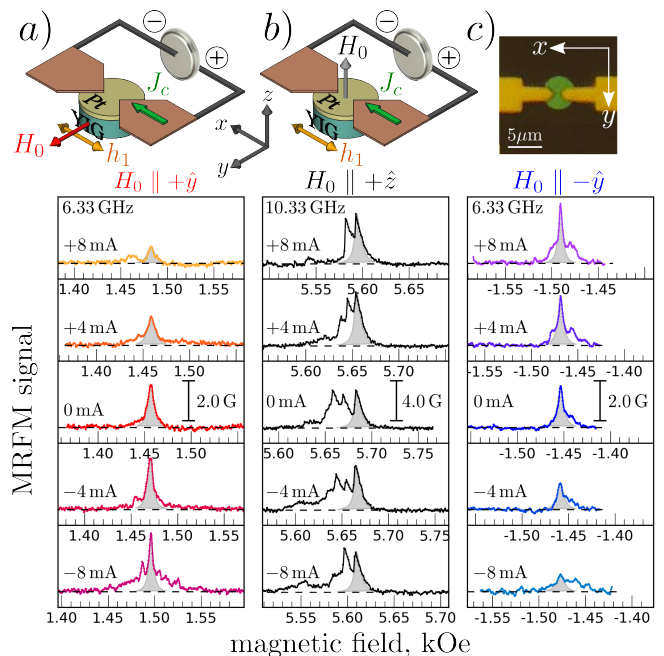 a)
b)
c)
− + Pt YIG J_c H_0 h_1
x y z
− + H_0 Pt YIG J_c h_1
x y 5μm
H_0 ∥ +ŷ
6.33 GHz
+8 mA
1.40 1.45 1.50 1.55
+4 mA
1.40 1.45 1.50 1.55
0 mA
2.0 G
1.40 1.45 1.50 1.55
−4 mA
1.40 1.45 1.50 1.55
−8 mA
1.40 1.45 1.50 1.55
H_0 ∥ +ẑ
10.33 GHz
+8 mA
5.55 5.60 5.65
+4 mA
5.60 5.65 5.70 5.75
0 mA
4.0 G
5.60 5.65 5.70 5.75
−4 mA
5.60 5.65 5.70 5.75
−8 mA
5.50 5.55 5.60 5.65 5.70
H_0 ∥ −ŷ
6.33 GHz
+8 mA
-1.55 -1.50 -1.45
+4 mA
-1.55 -1.50 -1.45 -1.40
0 mA
2.0 G
-1.50 -1.45 -1.40
−4 mA
-1.50 -1.45 -1.40
−8 mA
-1.55 -1.50 -1.45 -1.40
MRFM signal
magnetic field, kOe